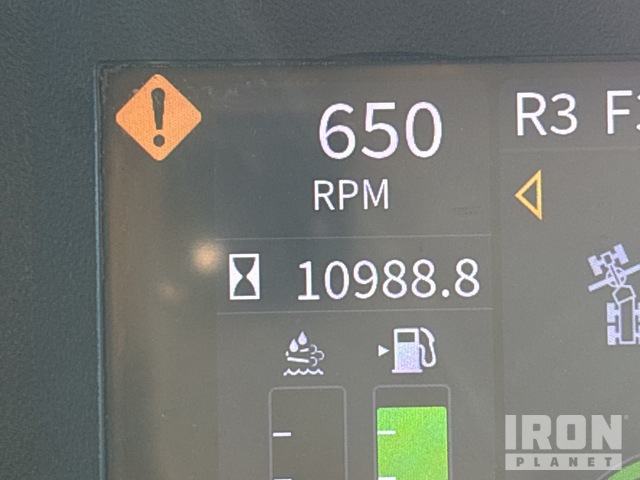 650
RPM
R3 F
10988.8
IRON
PLANET